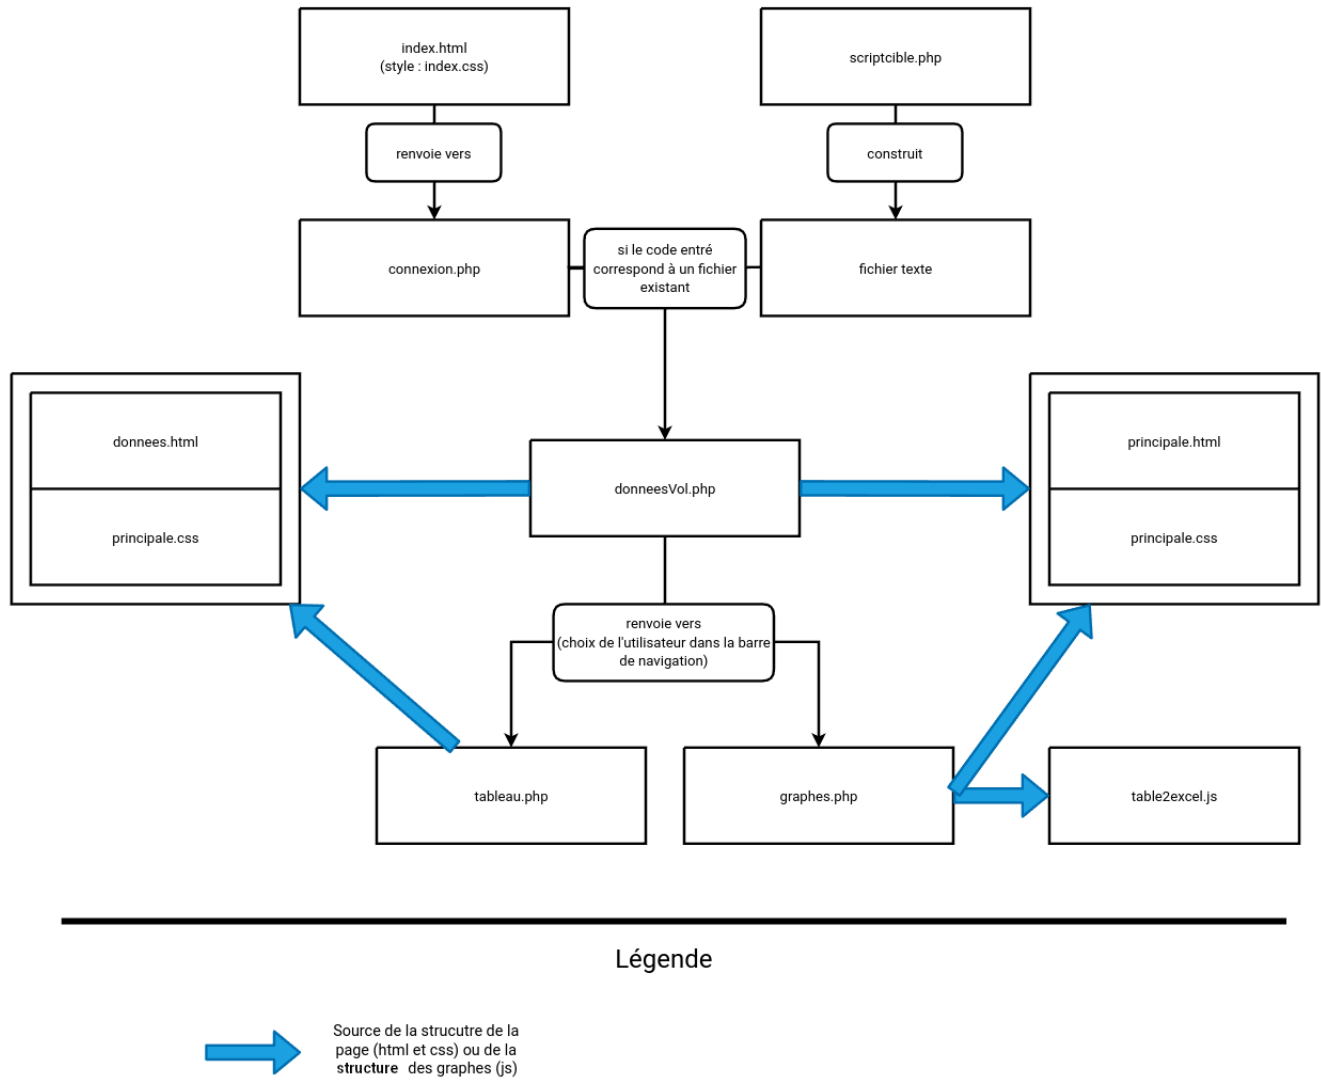 index.html
(style : index.css)
scriptcible.php
renvoie vers
construit
connexion.php
si le code entré
correspond à un fichier
existant
fichier texte
donnees.html
principale.css
donneesVol.php
principale.html
principale.css
renvoie vers
(choix de l'utilisateur dans la barre
de navigation)
tableau.php
graphes.php
table2excel.js
Légende
Source de la strucutre de la
page (html et css) ou de la
structure des graphes (js)